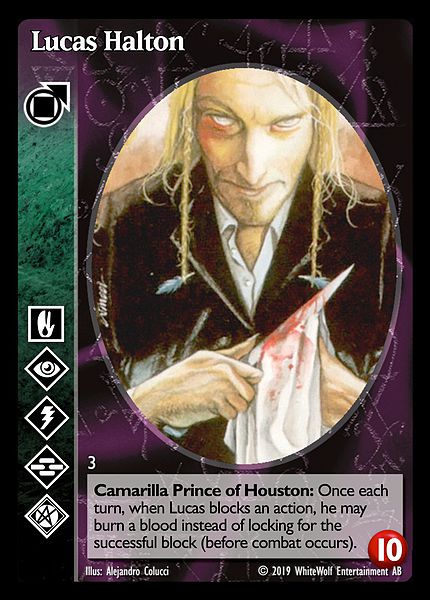 Lucas Halton
3
Camarilla Prince of Houston: Once each
turn, when Lucas blocks an action, he may
burn a blood instead of locking for the
successful block (before combat occurs).
10
Illus: Alejandro Colucci
© 2019 WhiteWolf Entertainment AB